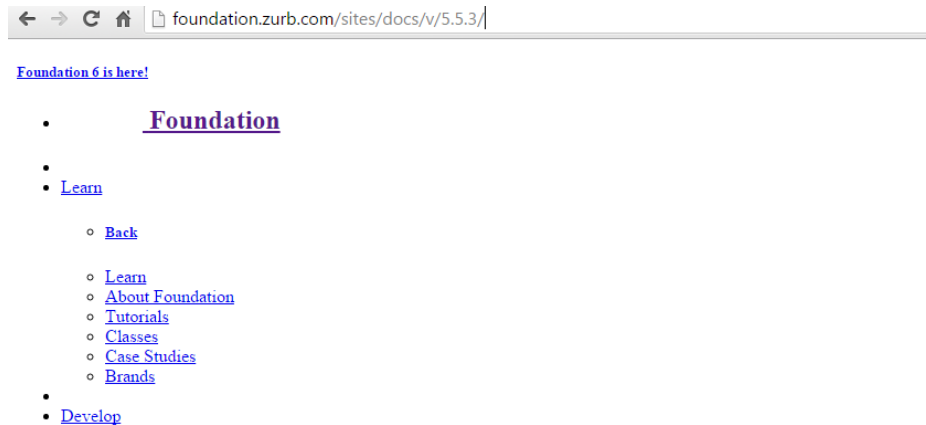 foundation.zurb.com/sites/docs/v/5.5.3/
Foundation 6 is here!
Foundation
Learn
Back
Learn
About Foundation
Tutorials
Classes
Case Studies
Brands
Develop